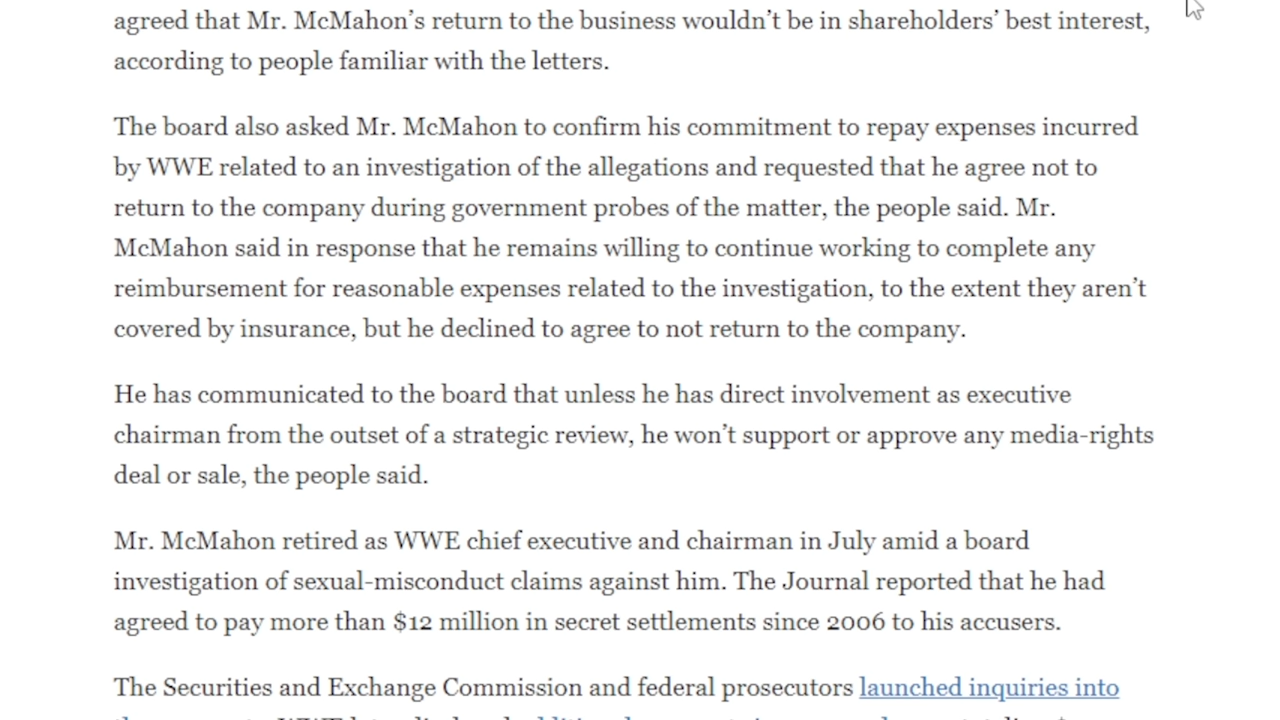 agreed that Mr. McMahon’s return to the business wouldn’t be in shareholders’ best interest,
according to people familiar with the letters.
The board also asked Mr. McMahon to confirm his commitment to repay expenses incurred
by WWE related to an investigation of the allegations and requested that he agree not to
return to the company during government probes of the matter, the people said. Mr.
McMahon said in response that he remains willing to continue working to complete any
reimbursement for reasonable expenses related to the investigation, to the extent they aren’t
covered by insurance, but he declined to agree to not return to the company.
He has communicated to the board that unless he has direct involvement as executive
chairman from the outset of a strategic review, he won’t support or approve any media-rights
deal or sale, the people said.
Mr. McMahon retired as WWE chief executive and chairman in July amid a board
investigation of sexual-misconduct claims against him. The Journal reported that he had
agreed to pay more than $12 million in secret settlements since 2006 to his accusers.
The Securities and Exchange Commission and federal prosecutors launched inquiries into